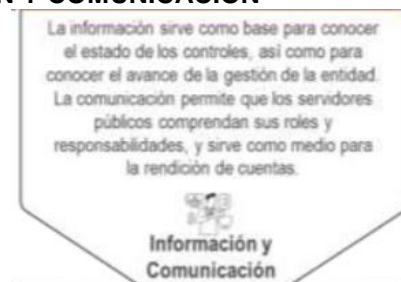 Y COMUNICACIÓN
La información sirve como base para conocer
el estado de los controles, así como para
conocer el avance de la gestión de la entidad.
La comunicación permite que los servidores
públicos comprendan sus roles y
responsabilidades, y sirve como medio para
la rendición de cuentas.
Información y
Comunicación